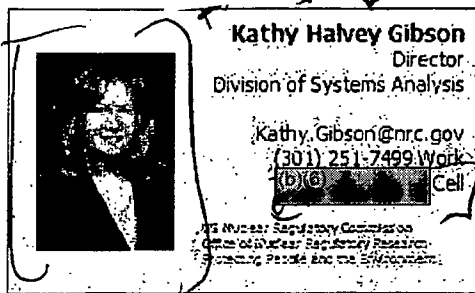 Kathy Halvey Gibson
Director
Division of Systems Analysis
Kathy.Gibson@nrc.gov
(301) 251-7499 Work
(b)(6) Cell
US Nuclear Regulatory Commission
Office of Nuclear Regulatory Research
Protecting People and the Environment